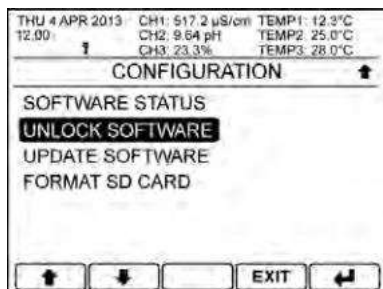 THU 4 APR 2013 CH1: 517.2 µS/cm TEMP1: 12.3°C
12.00 CH2: 9.64 pH TEMP2: 25.0°C
CH3: 23.3% TEMP3: 28.0°C
CONFIGURATION
SOFTWARE STATUS
UNLOCK SOFTWARE
UPDATE SOFTWARE
FORMAT SD CARD
EXIT